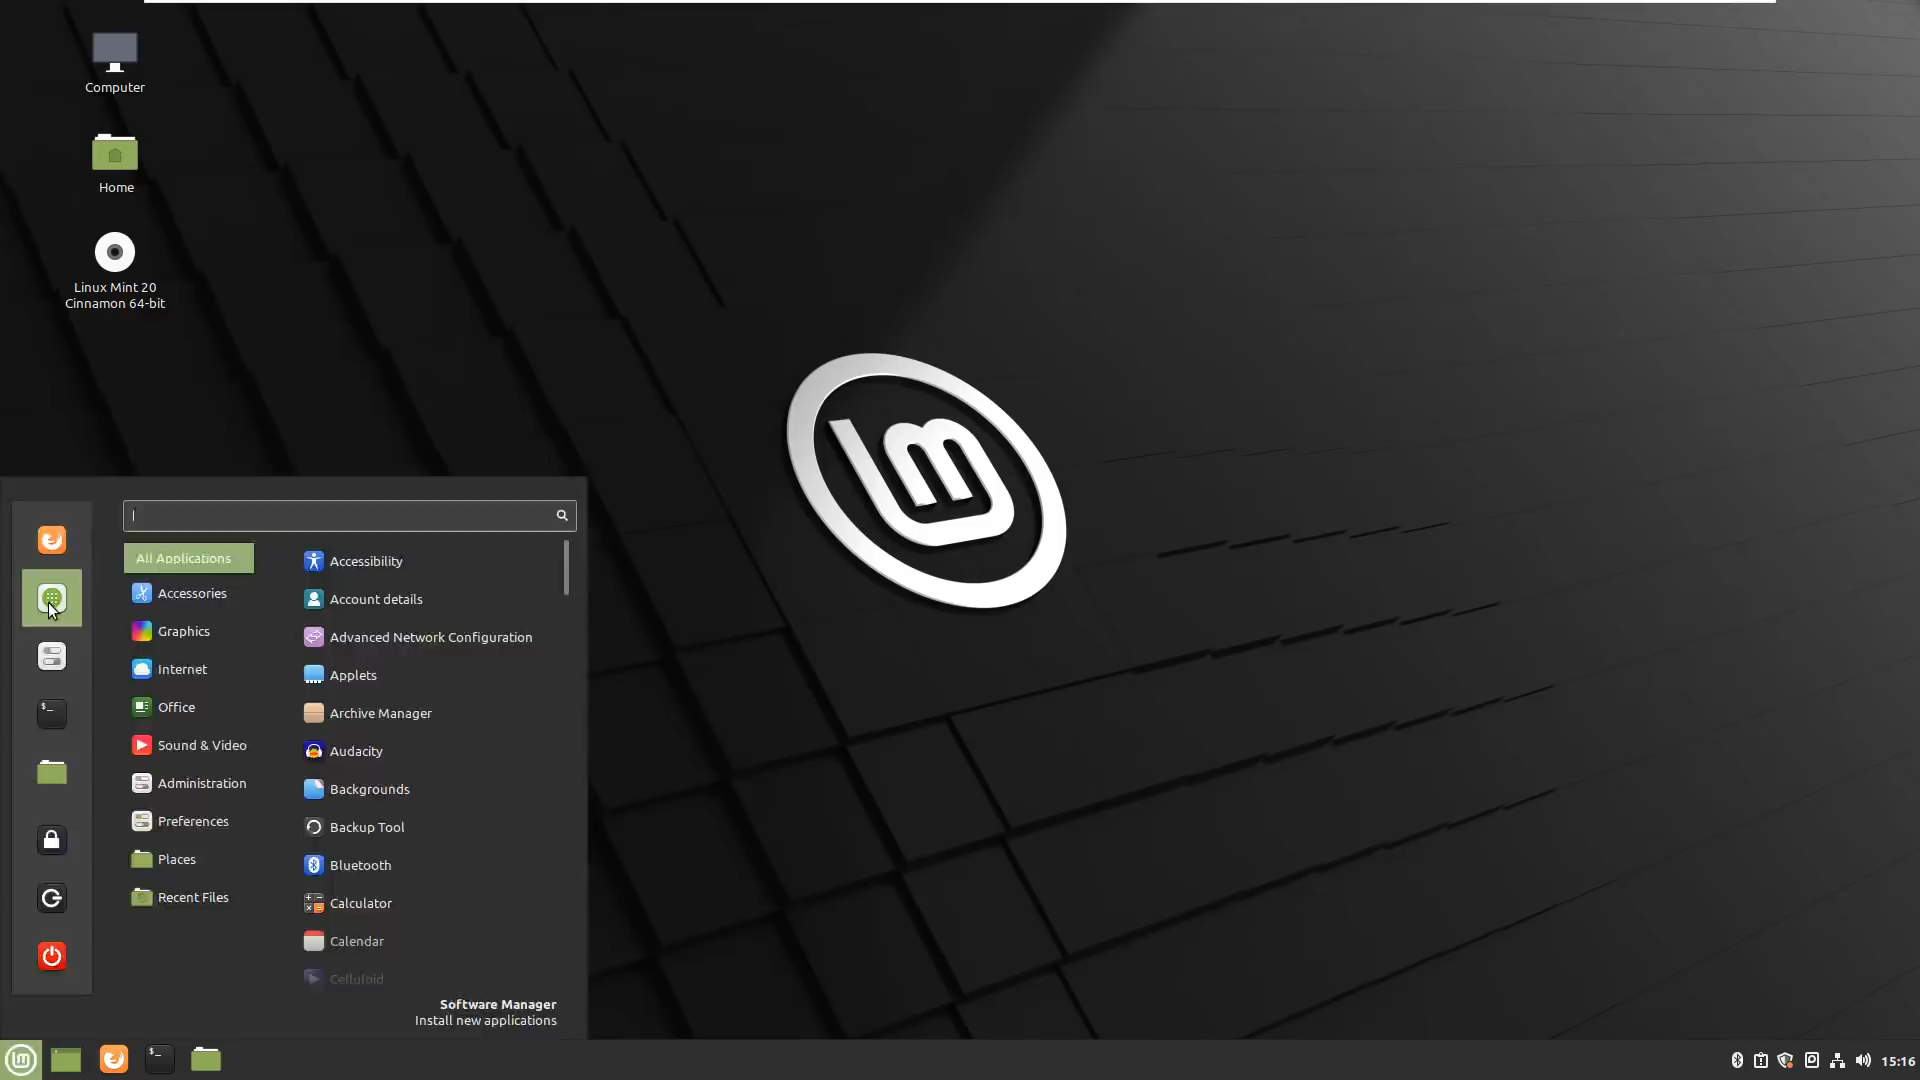 Computer
Home
Linux Mint 20
Cinnamon 64-bit
lm
All Applications
Accessories
Graphics
Internet
Office
Sound & Video
Administration
Preferences
Places
Recent Files
Accessibility
Account details
Advanced Network Configuration
Applets
Archive Manager
Audacity
Backgrounds
Backup Tool
Bluetooth
Calculator
Calendar
Celluloid
Software Manager
Install new applications
15:16